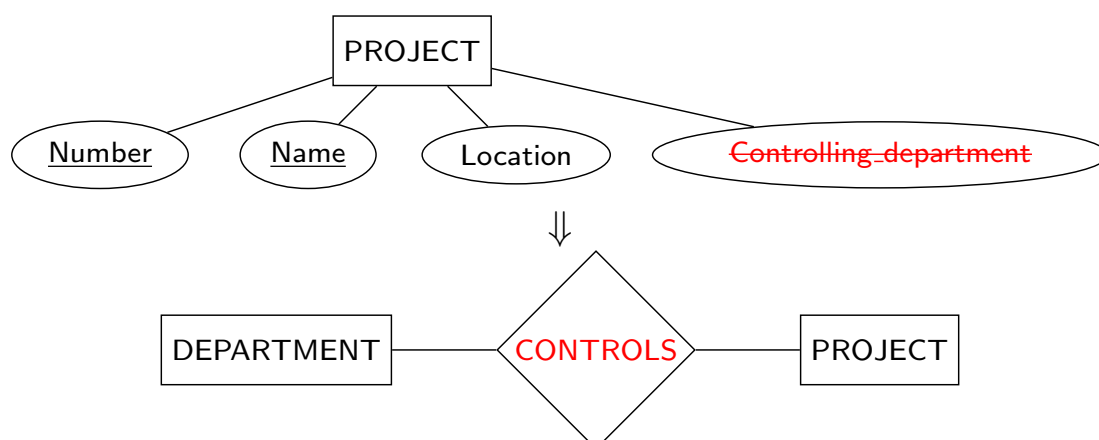 PROJECT
Number Name Location Controlling_department
⇓
DEPARTMENT CONTROLS PROJECT